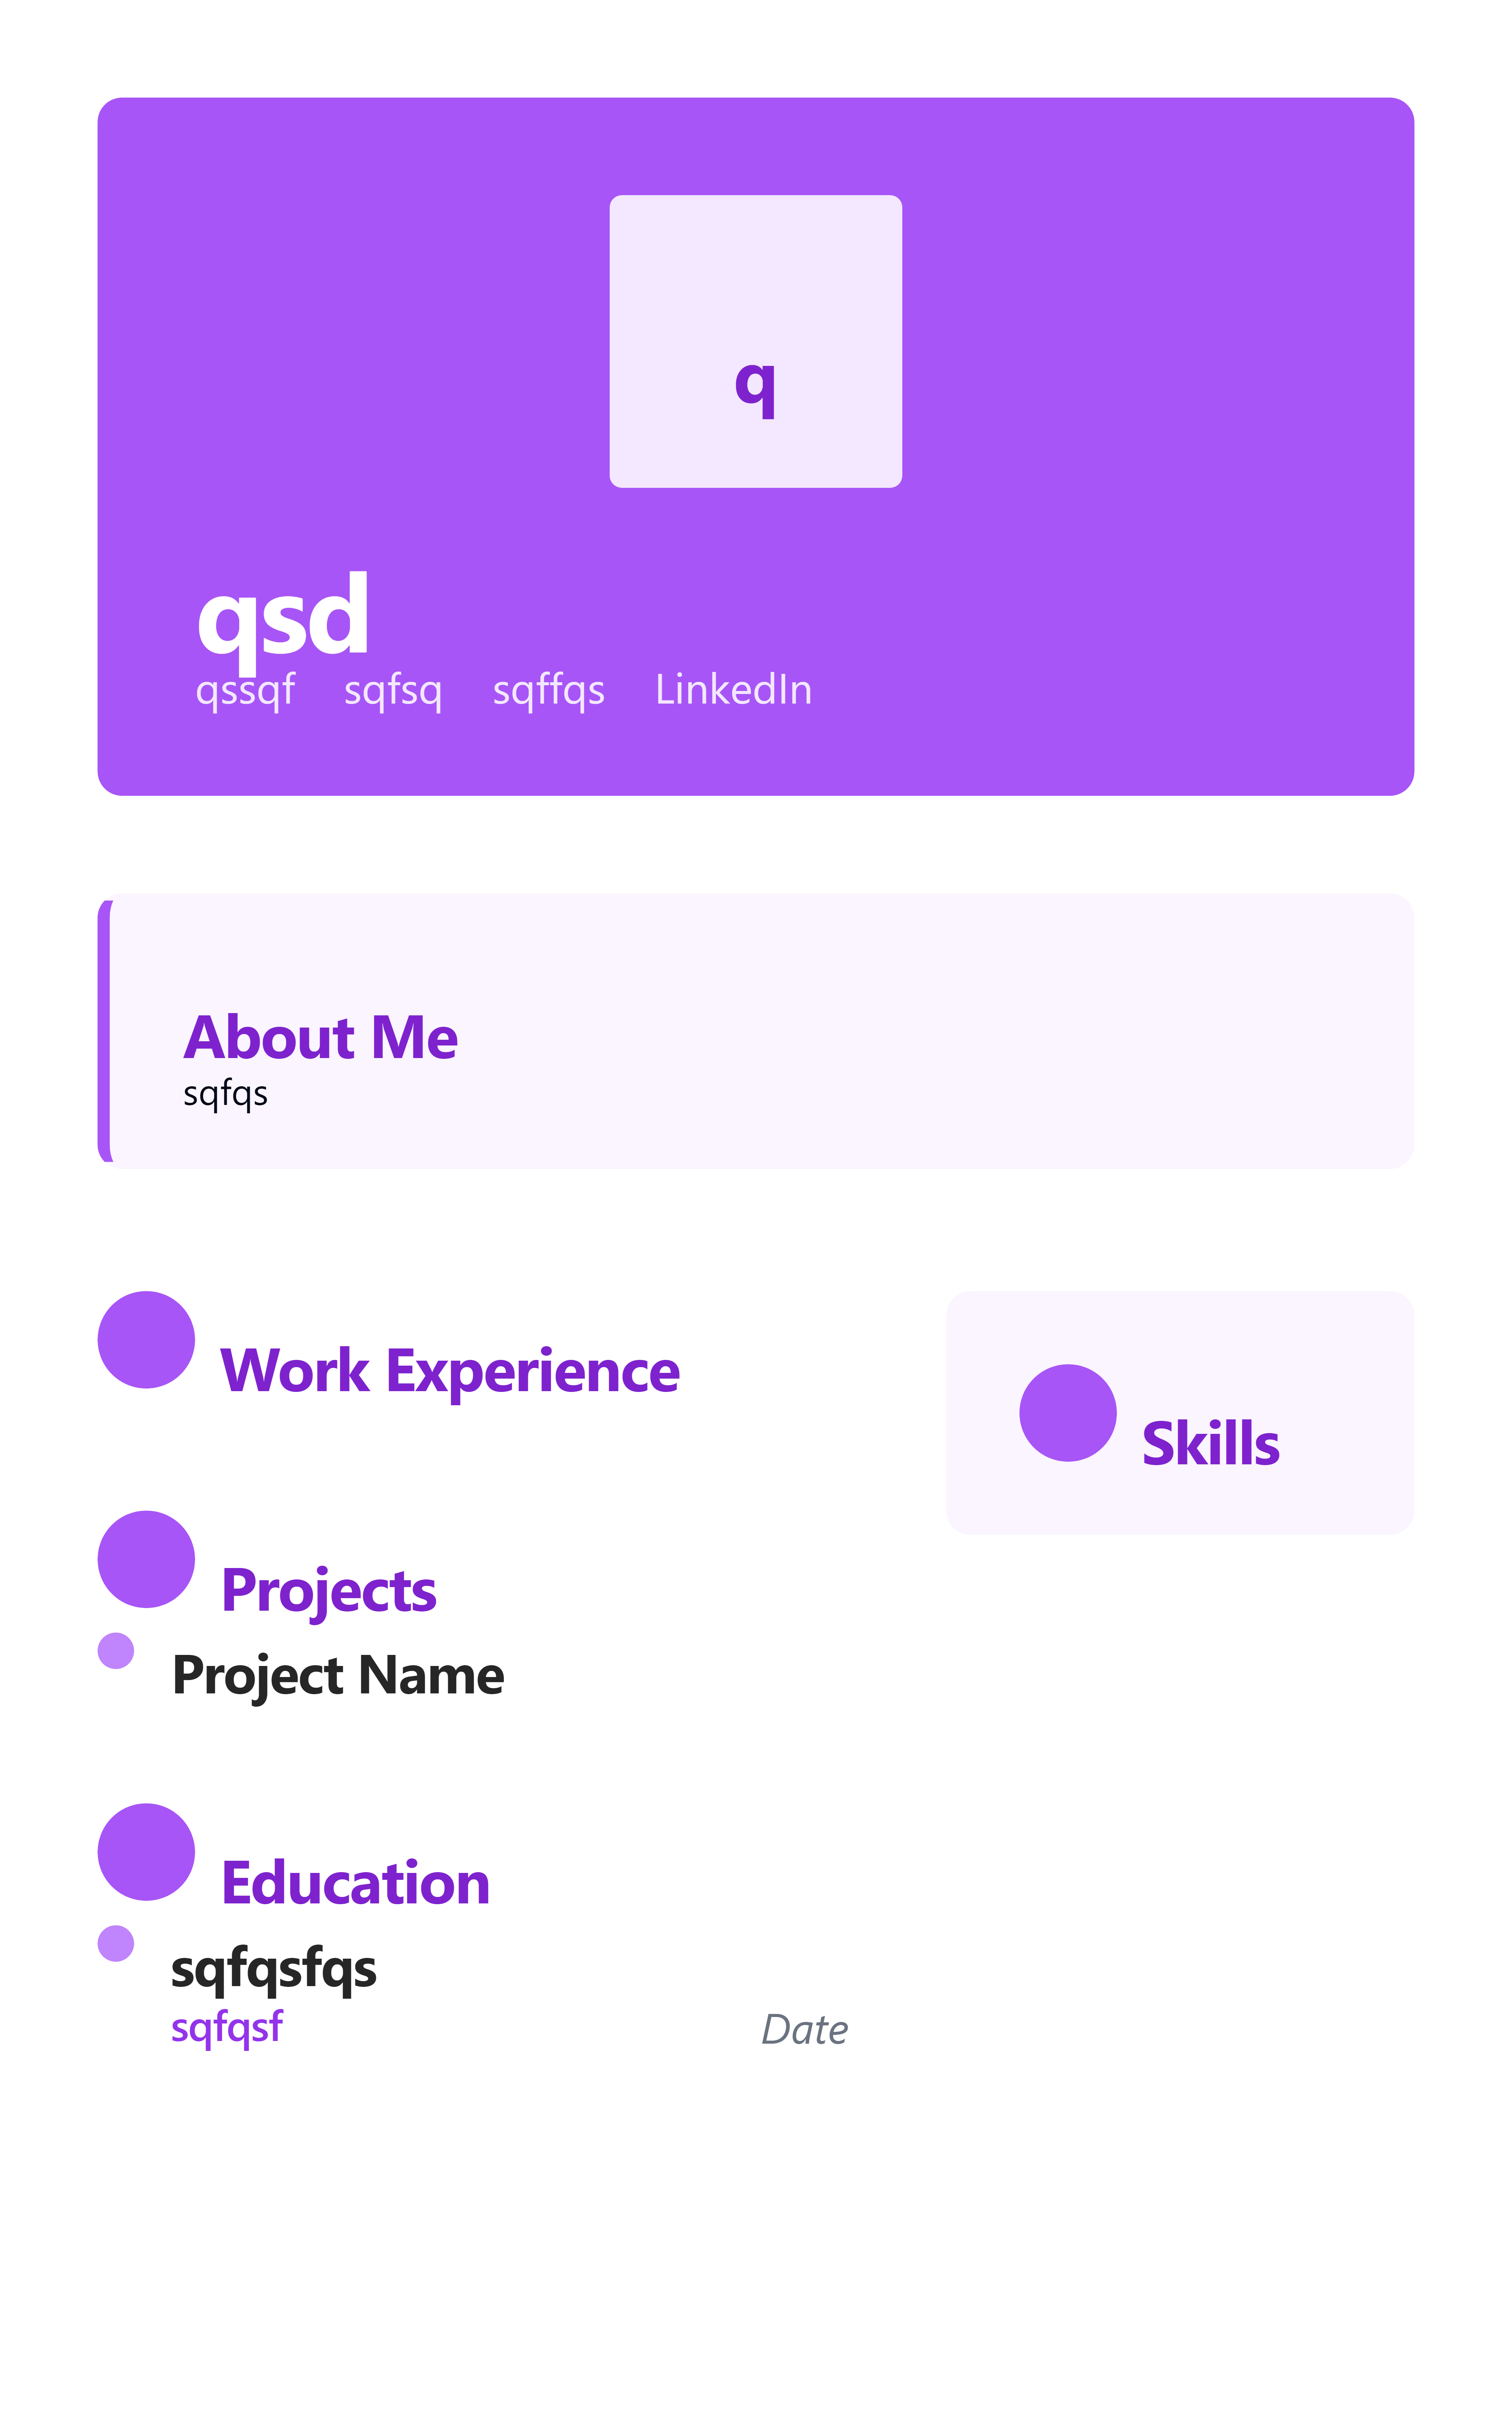 q
qsd
qssqf sqfsq sqffqs LinkedIn
About Me
sqfqs
Work Experience
Projects
Project Name
Education
sqfqsfqs
sqfqsf Date
Skills